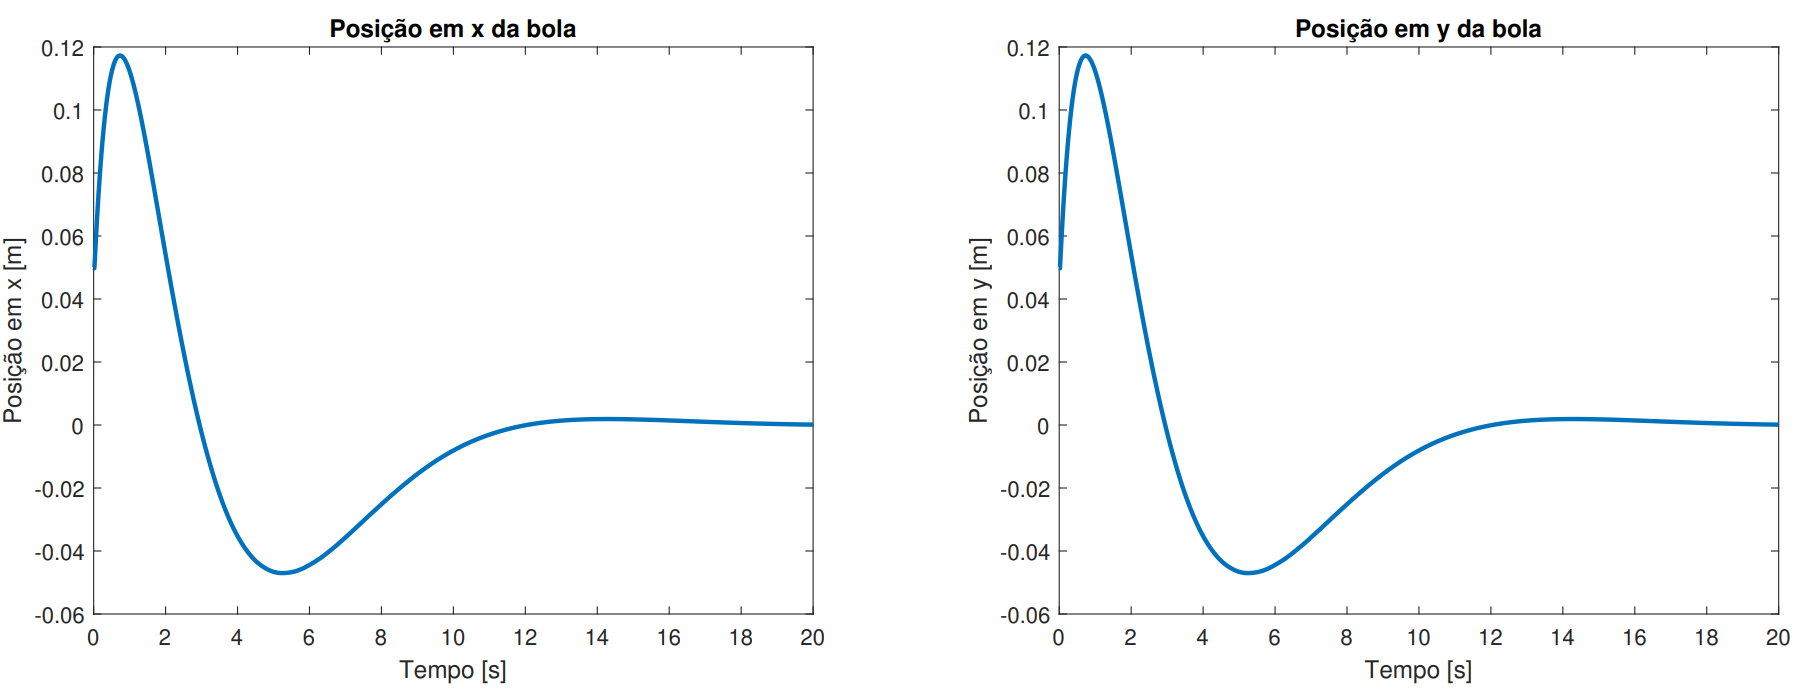 Posição em x da bola
0.12
0.1
0.08
0.06
0.04
0.02
0
-0.02
-0.04
-0.06
Posição em x [m]
0 2 4 6 8 10 12 14 16 18 20
Tempo [s]
Posição em y da bola
0.12
0.1
0.08
0.06
0.04
0.02
0
-0.02
-0.04
-0.06
Posição em y [m]
0 2 4 6 8 10 12 14 16 18 20
Tempo [s]